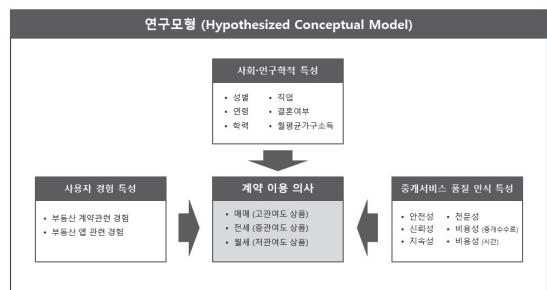 연구모형 (Hypothesized Conceptual Model)
사회·인구학적 특성
• 성별 • 직업
• 연령 • 결혼여부
• 학력 • 월평균가구소득
사용자 경험 특성
• 부동산 계약관련 경험
• 부동산 앱 관련 경험
계약 이용 의사
• 매매 (고관여도 상품)
• 전세 (중관여도 상품)
• 월세 (저관여도 상품)
중개서비스 품질 인식 특성
• 안전성 • 전문성
• 신뢰성 • 비용성 (중개수수료)
• 지속성 • 비용성 (시간)